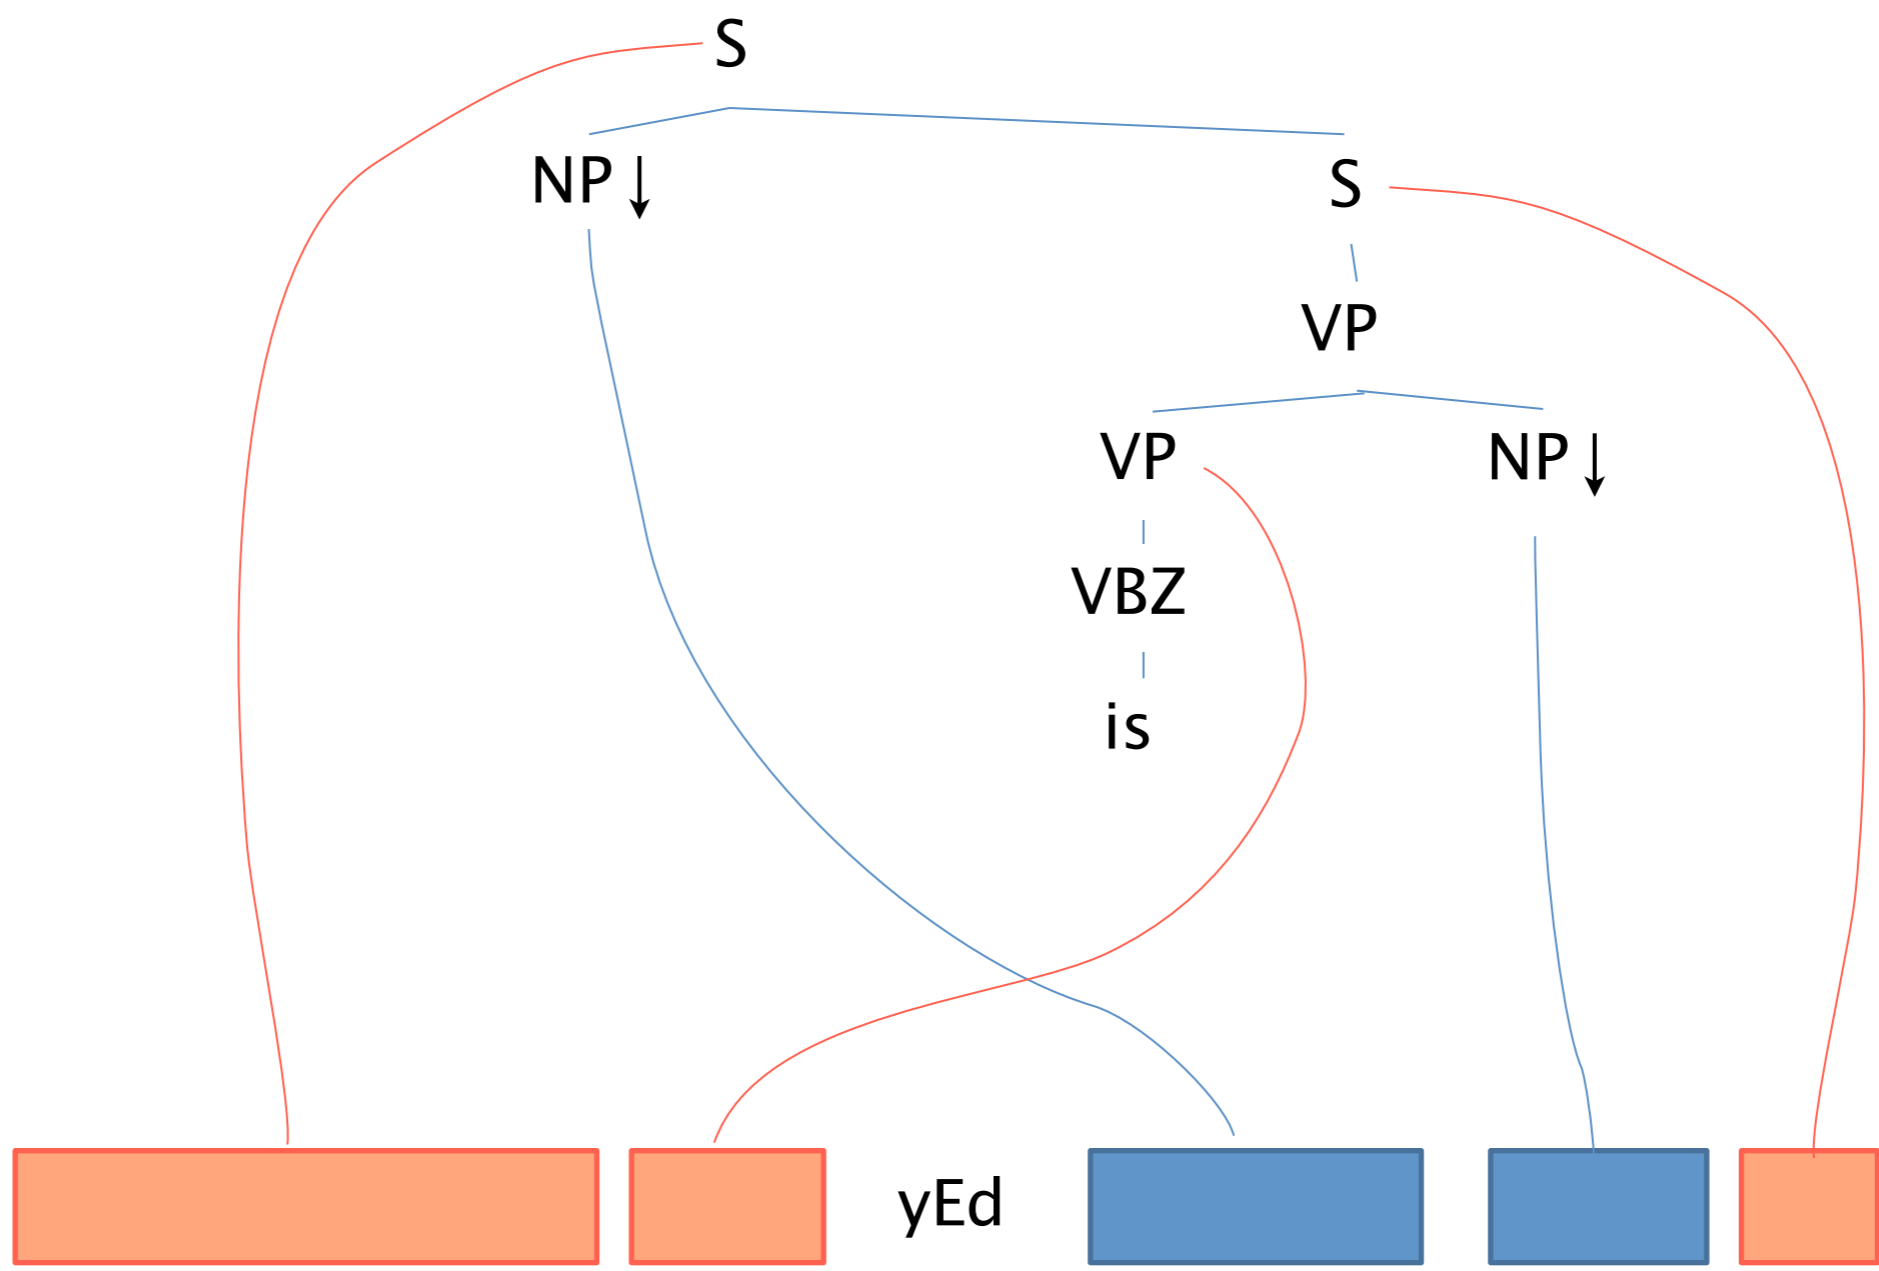 S
NP↓ S
VP
VP NP↓
VBZ
is
yEd